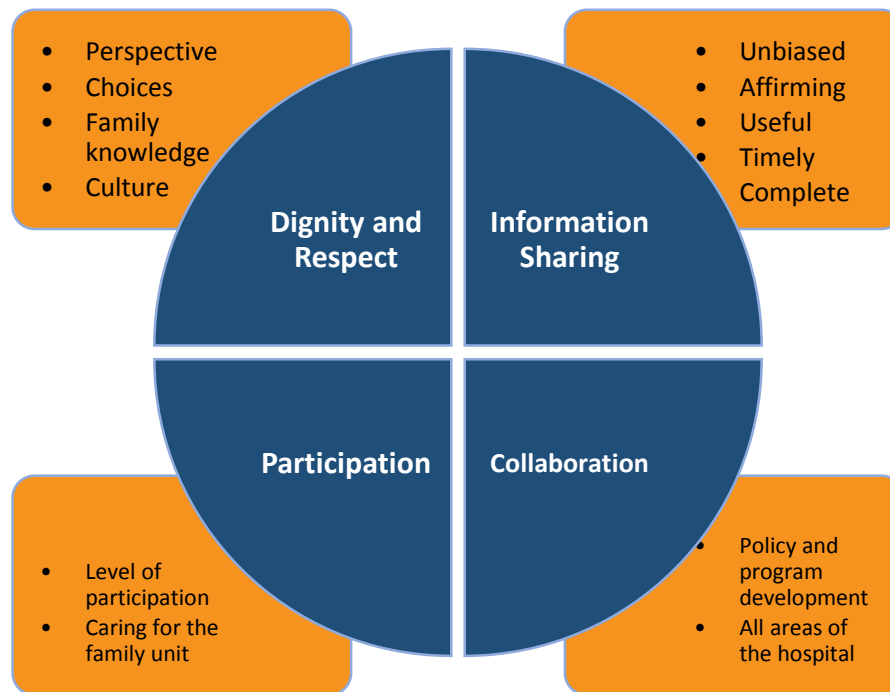 • Perspective
• Choices
• Family
knowledge
• Culture
• Unbiased
• Affirming
• Useful
• Timely
Complete
Dignity and
Respect
Information
Sharing
Participation
Collaboration
• Level of
participation
• Caring for the
family unit
• Policy and
program
development
• All areas of
the hospital